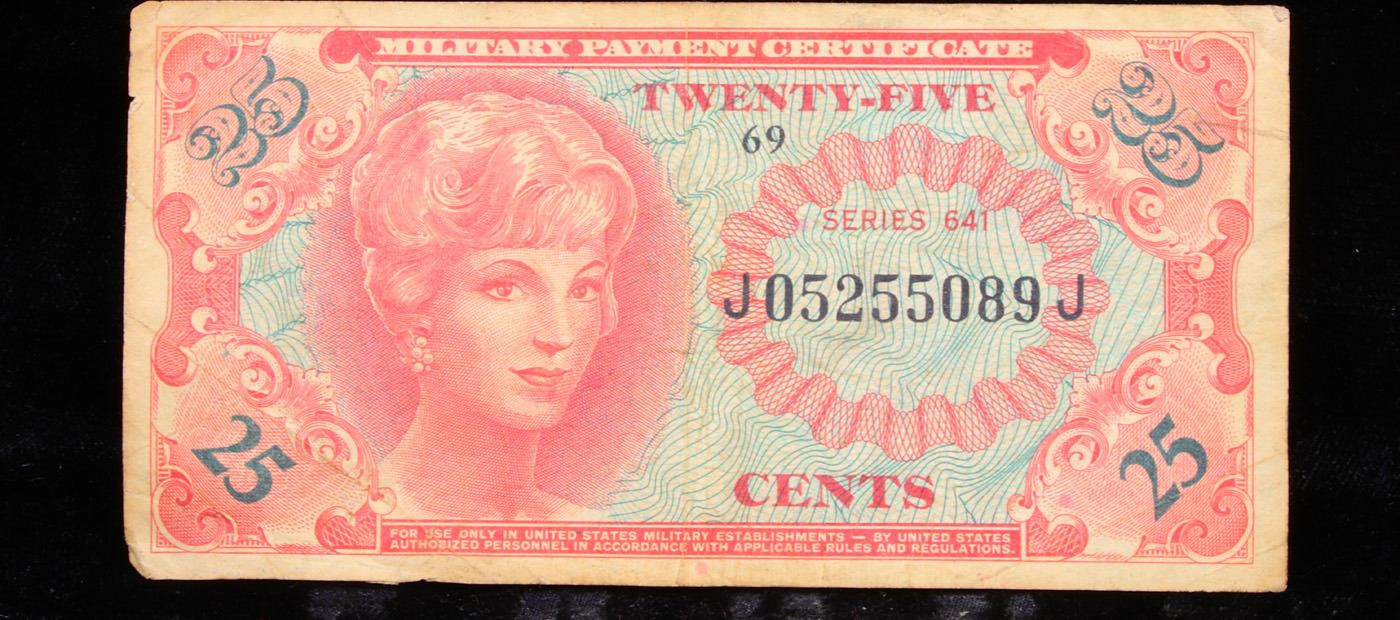 MILITARY PAYMENT CERTIFICATE
25
TWENTY-FIVE
25
69
SERIES 641
J05255089J
25
CENTS
25
FOR USE ONLY IN UNITED STATES MILITARY ESTABLISHMENTS — BY UNITED STATES
AUTHORIZED PERSONNEL IN ACCORDANCE WITH APPLICABLE RULES AND REGULATIONS.